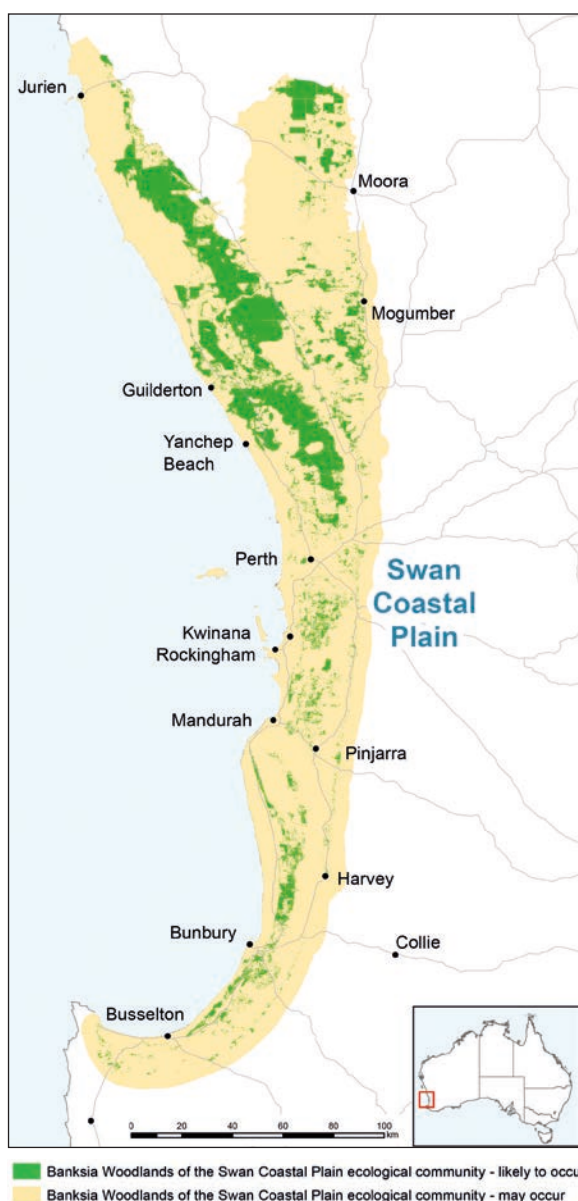 Jurien
Moora
Mogumber
Guilderton
Yanchep
Beach
Perth
Swan
Coastal
Plain
Kwinana
Rockingham
Mandurah
Pinjarra
Harvey
Bunbury
Collie
Busselton
0 20 40 60 80 100
km
Banksia Woodlands of the Swan Coastal Plain ecological community - likely to occu
Banksia Woodlands of the Swan Coastal Plain ecological community - may occur